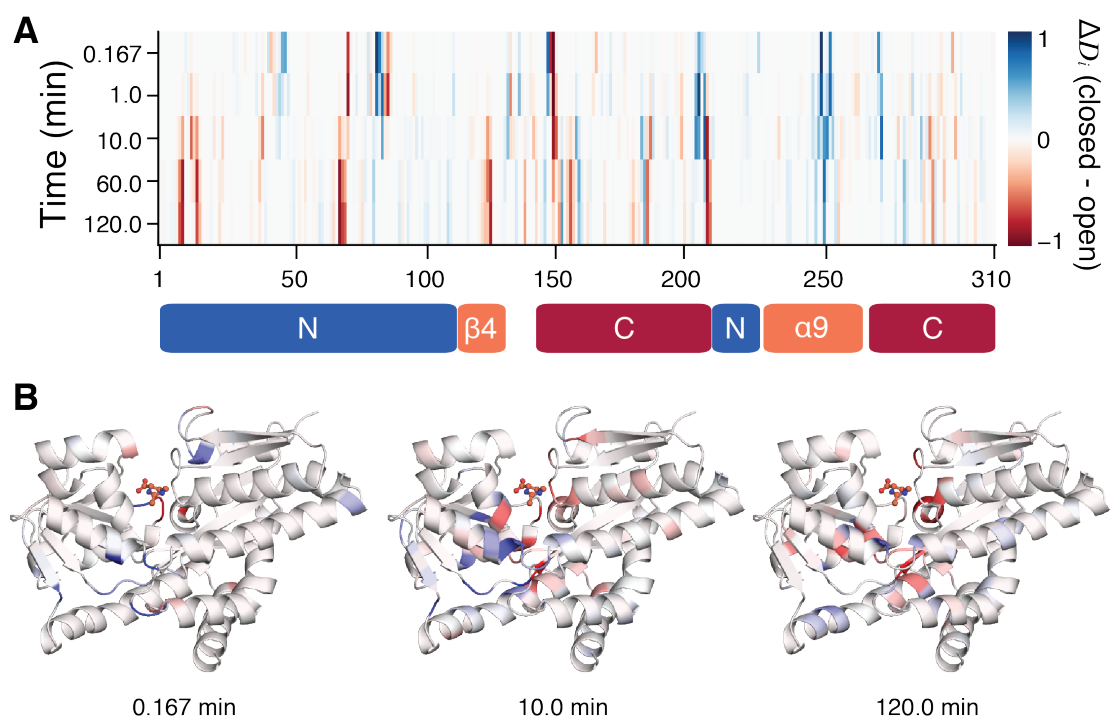 A
Time (min)
0.167
1.0
10.0
60.0
120.0
1
50
100
150
200
250
310
1
0
−1
ΔDᵢ (closed - open)
N
β4
C
N
α9
C
B
0.167 min
10.0 min
120.0 min